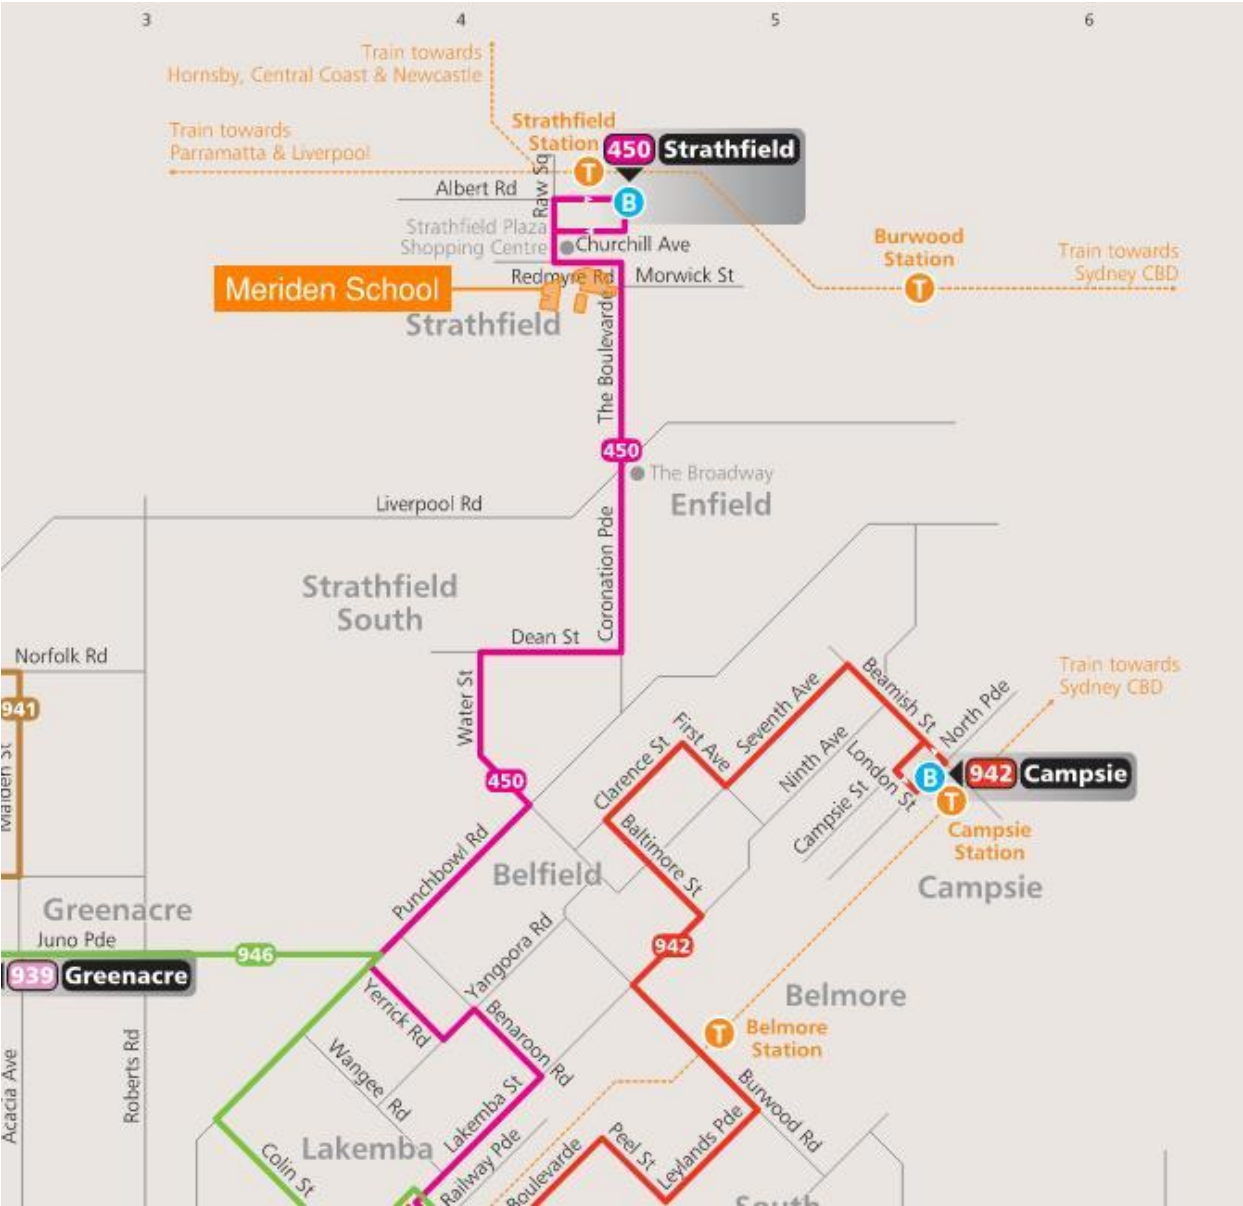 3
4
5
6
Train towards
Hornsby, Central Coast & Newcastle
Train towards
Parramatta & Liverpool
Strathfield
Station
T
450 Strathfield
Raw Sq
Albert Rd
B
Strathfield Plaza
Shopping Centre
Churchill Ave
Burwood
Station
T
Train towards
Sydney CBD
Redmyre Rd
Morwick St
Meriden School
Strathfield
The Boulevarde
450
The Broadway
Enfield
Liverpool Rd
Coronation Pde
Strathfield
South
Dean St
Norfolk Rd
Water St
941
Maiden St
Train towards
Sydney CBD
Beamish St
North Pde
Seventh Ave
First Ave
Ninth Ave
Clarence St
London St
Campsie St
B
942 Campsie
T
Campsie
Station
Campsie
450
Baltimore St
Punchbowl Rd
Belfield
Greenacre
Juno Pde
946
939 Greenacre
942
Yangoora Rd
Yerrick Rd
Benaroon Rd
Belmore
T
Belmore
Station
Acacia Ave
Roberts Rd
Wangee Rd
Lakemba St
Burwood Rd
Lakemba
Colin St
Railway Pde
Boulevarde
Peel St
Leylands Pde
South